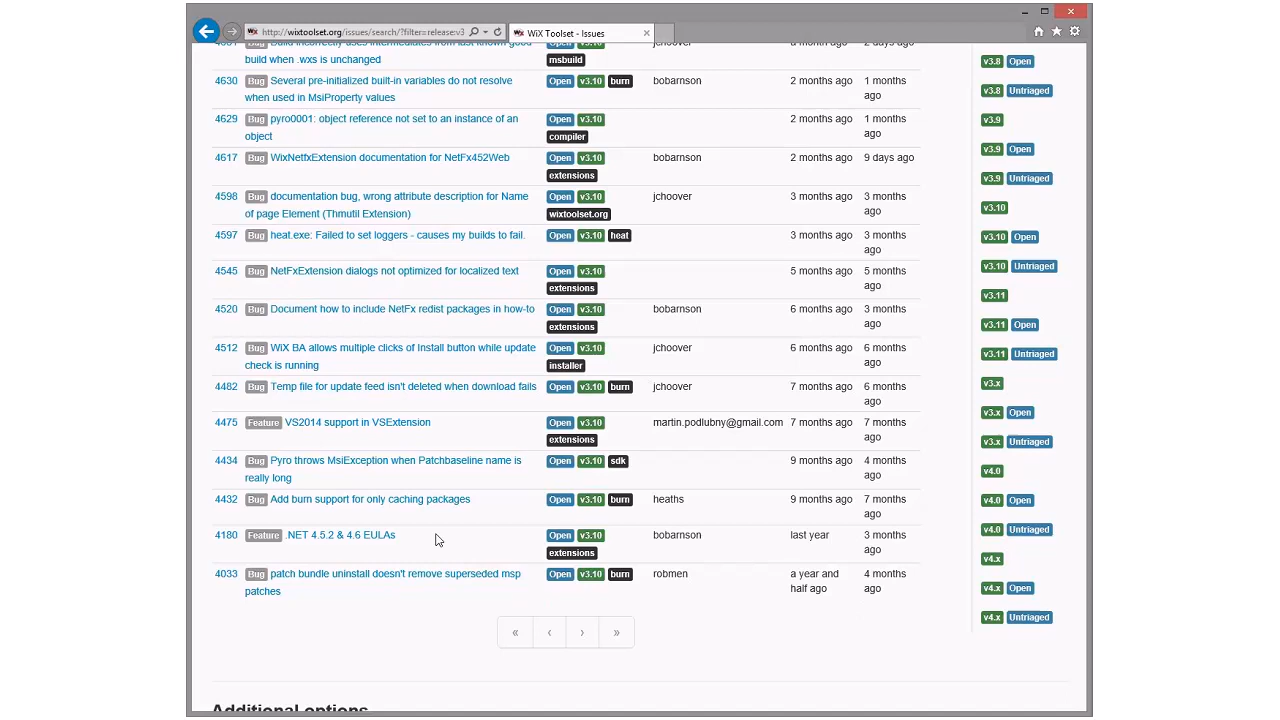 http://wixtoolset.org/issues/search/?filter=release:v3
WiX Toolset - Issues
build when .wxs is unchanged msbuild
4630 Bug Several pre-initialized built-in variables do not resolve Open v3.10 burn bobarnson 2 months ago 1 months
when used in MsiProperty values ago
4629 Bug pyro0001: object reference not set to an instance of an Open v3.10 2 months ago 1 months
object compiler ago
4617 Bug WixNetfxExtension documentation for NetFx452Web Open v3.10 bobarnson 2 months ago 9 days ago
extensions
4598 Bug documentation bug, wrong attribute description for Name Open v3.10 jchoover 3 months ago 3 months
of page Element (Thmutil Extension) wixtoolset.org ago
4597 Bug heat.exe: Failed to set loggers - causes my builds to fail. Open v3.10 heat 3 months ago 3 months
ago
4545 Bug NetFxExtension dialogs not optimized for localized text Open v3.10 5 months ago 5 months
extensions ago
4520 Bug Document how to include NetFx redist packages in how-to Open v3.10 bobarnson 6 months ago 3 months
extensions ago
4512 Bug WiX BA allows multiple clicks of Install button while update Open v3.10 jchoover 6 months ago 6 months
check is running installer ago
4482 Bug Temp file for update feed isn't deleted when download fails Open v3.10 burn jchoover 7 months ago 6 months
ago
4475 Feature VS2014 support in VSExtension Open v3.10 martin.podlubny@gmail.com 7 months ago 7 months
extensions ago
4434 Bug Pyro throws MsiException when Patchbaseline name is Open v3.10 sdk 9 months ago 4 months
really long ago
4432 Bug Add burn support for only caching packages Open v3.10 burn heaths 9 months ago 7 months
ago
4180 Feature .NET 4.5.2 & 4.6 EULAs Open v3.10 bobarnson last year 3 months
extensions ago
4033 Bug patch bundle uninstall doesn't remove superseded msp Open v3.10 burn robmen a year and 4 months
patches half ago ago
« ‹ › »
v3.8 Open
v3.8 Untriaged
v3.9
v3.9 Open
v3.9 Untriaged
v3.10
v3.10 Open
v3.10 Untriaged
v3.11
v3.11 Open
v3.11 Untriaged
v3.x
v3.x Open
v3.x Untriaged
v4.0
v4.0 Open
v4.0 Untriaged
v4.x
v4.x Open
v4.x Untriaged
Additional options